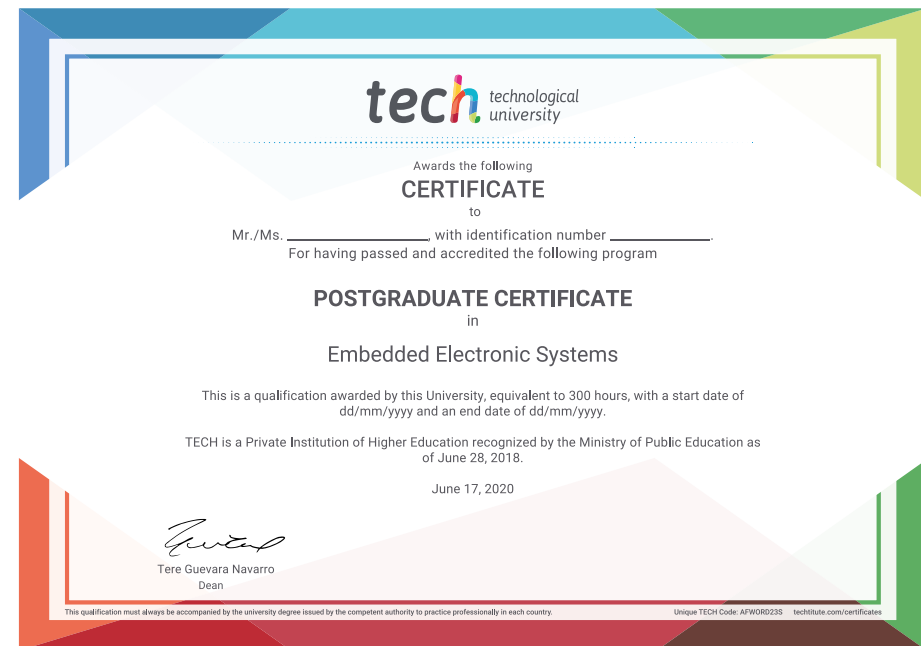 tech technological
university
Awards the following
CERTIFICATE
to
Mr./Ms. ____________________, with identification number ______________.
For having passed and accredited the following program
POSTGRADUATE CERTIFICATE
in
Embedded Electronic Systems
This is a qualification awarded by this University, equivalent to 300 hours, with a start date of
dd/mm/yyyy and an end date of dd/mm/yyyy.
TECH is a Private Institution of Higher Education recognized by the Ministry of Public Education as
of June 28, 2018.
June 17, 2020
Tere Guevara Navarro
Dean
This qualification must always be accompanied by the university degree issued by the competent authority to practice professionally in each country.
Unique TECH Code: AFWORD23S techtitute.com/certificates